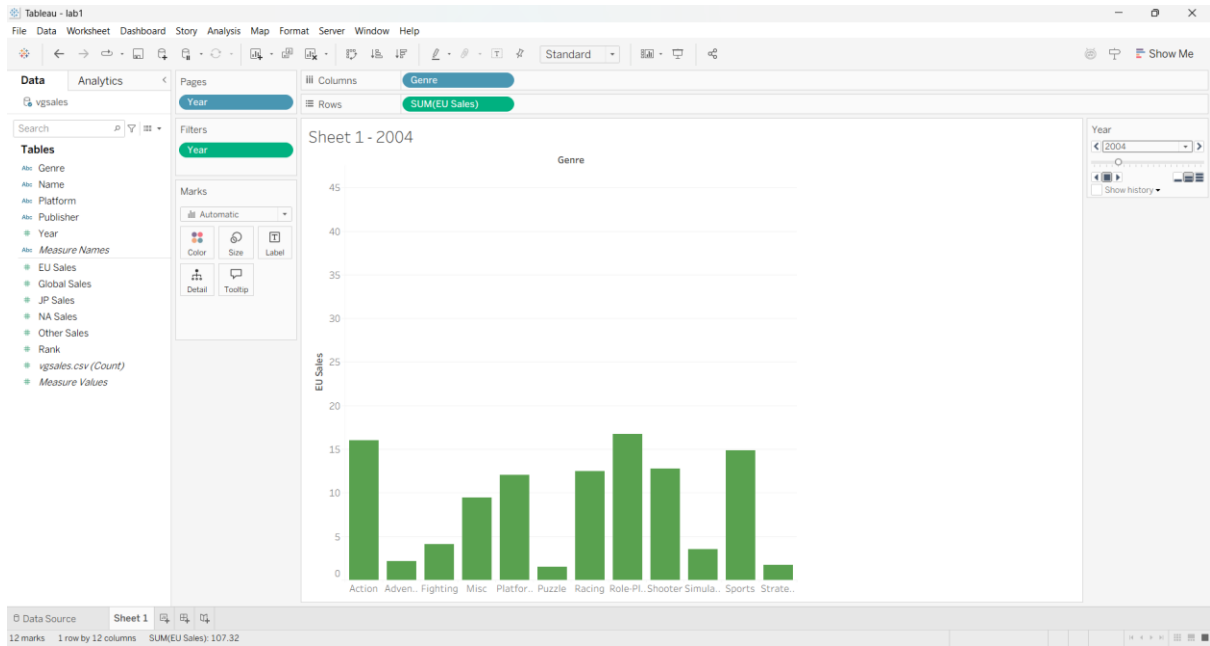 Tableau - lab1
File Data Worksheet Dashboard Story Analysis Map Format Server Window Help
Standard
Show Me
Data Analytics
vgsales
Search
Tables
Abc Genre
Abc Name
Abc Platform
Abc Publisher
# Year
Abc Measure Names
# EU Sales
# Global Sales
# JP Sales
# NA Sales
# Other Sales
# Rank
# vgsales.csv (Count)
# Measure Values
Pages
Year
Filters
Year
Marks
Automatic
Color Size Label
Detail Tooltip
Columns Genre
Rows SUM(EU Sales)
Sheet 1 - 2004
Genre
EU Sales
45
40
35
30
25
20
15
10
5
0
Action Adven.. Fighting Misc Platfor.. Puzzle Racing Role-Pl.. Shooter Simula.. Sports Strate..
Year
2004
Show history
Data Source Sheet 1
12 marks 1 row by 12 columns SUM(EU Sales): 107.32